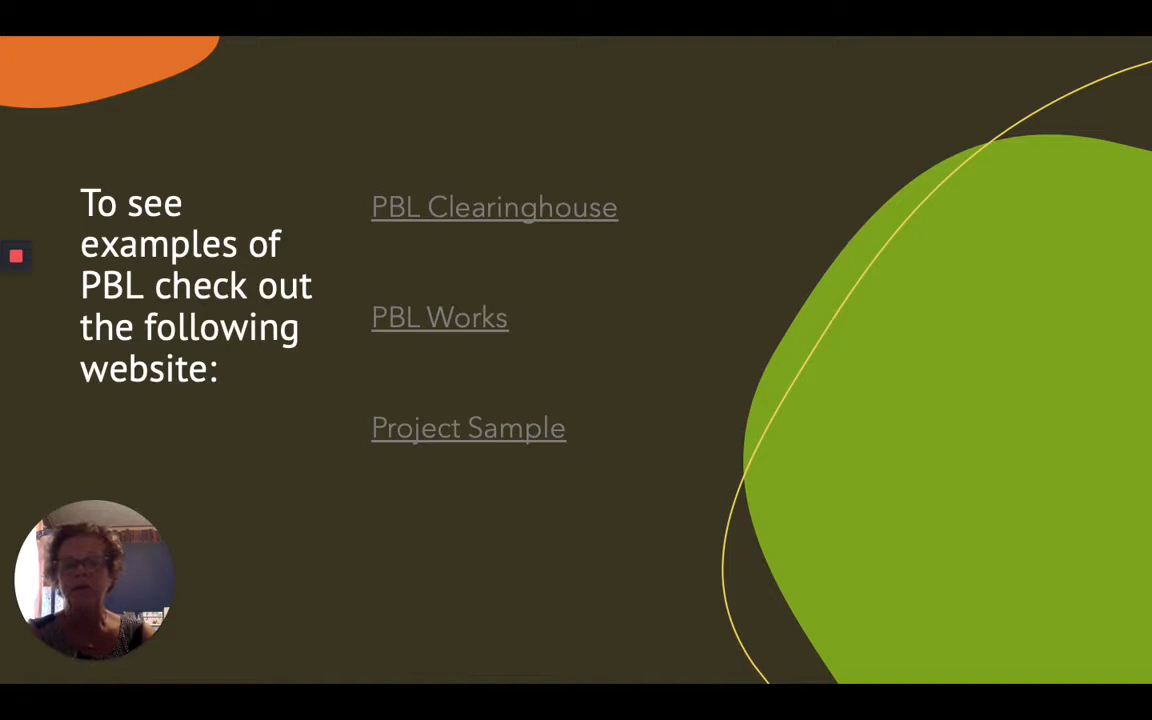 To see
examples of
PBL check out
the following
website:
PBL Clearinghouse
PBL Works
Project Sample